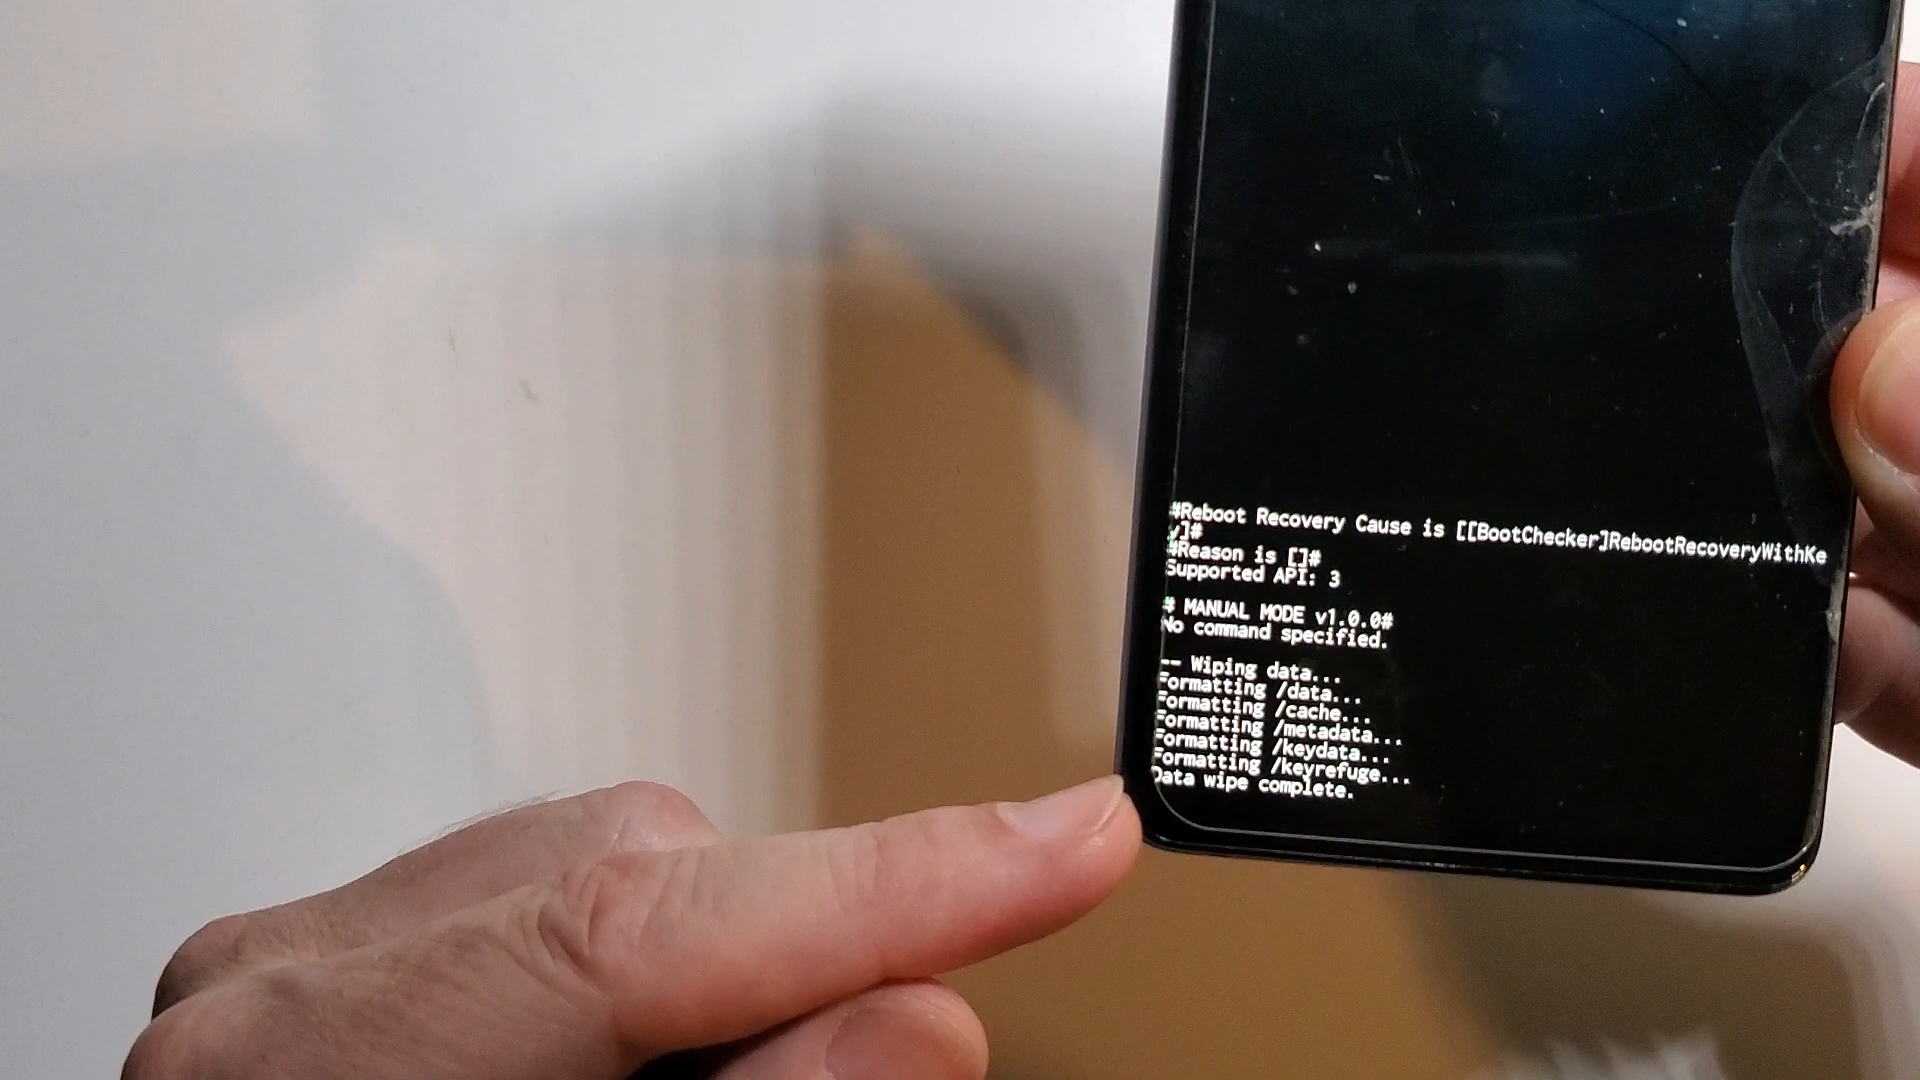 #Reboot Recovery Cause is [[BootChecker]RebootRecoveryWithKe
y]#
#Reason is []#
Supported API: 3
# MANUAL MODE v1.0.0#
No command specified.
-- Wiping data...
Formatting /data...
Formatting /cache...
Formatting /metadata...
Formatting /keydata...
Formatting /keyrefuge...
Data wipe complete.